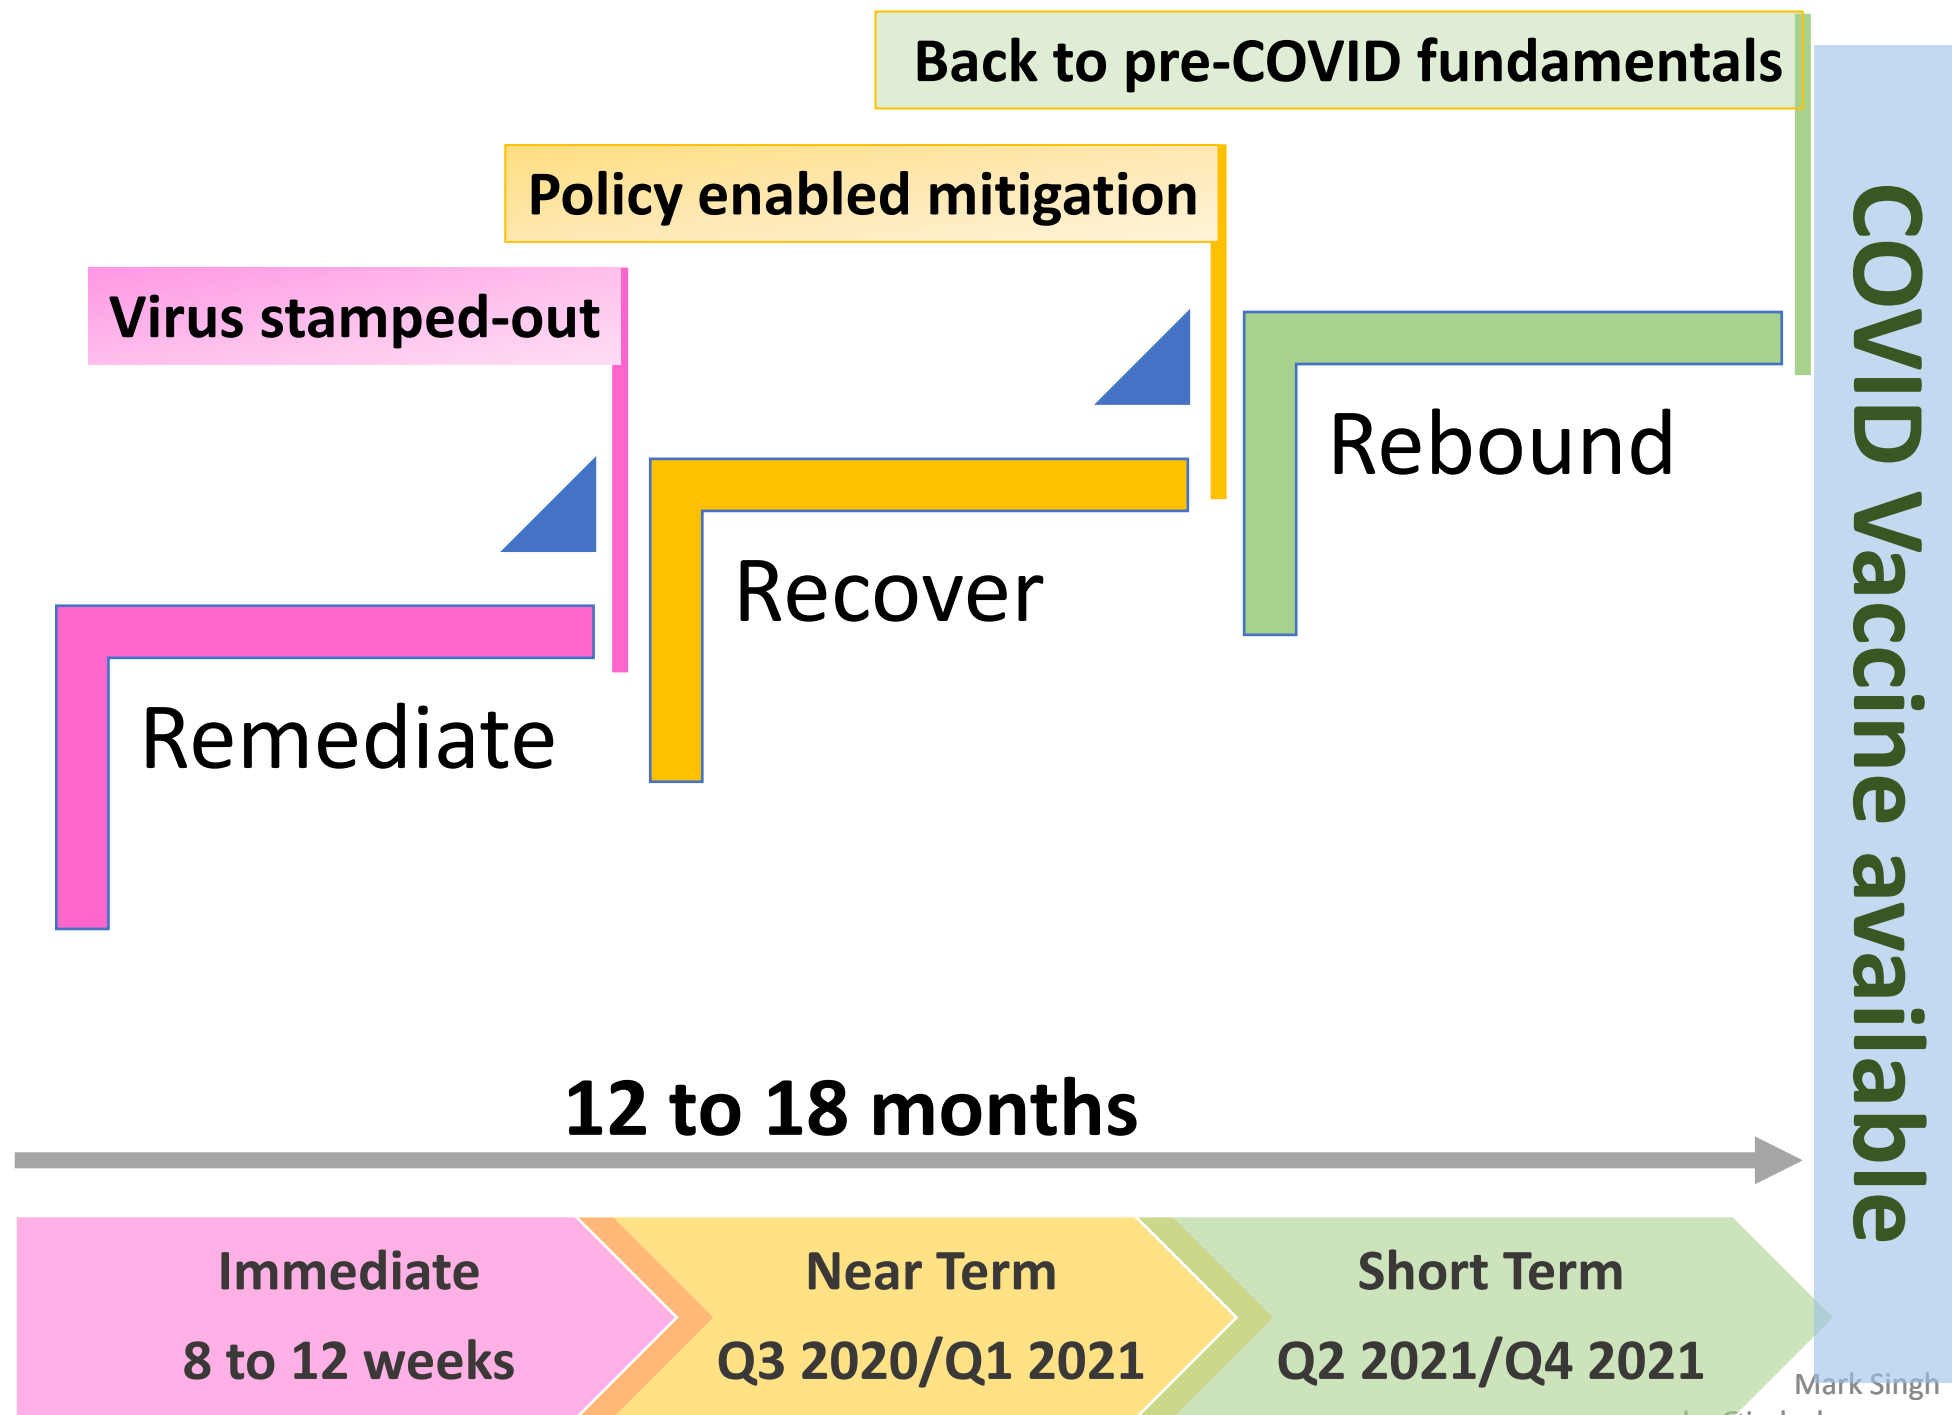 Back to pre-COVID fundamentals
Policy enabled mitigation
Virus stamped-out
Rebound
Recover
Remediate
COVID Vaccine available
12 to 18 months
Immediate
8 to 12 weeks
Near Term
Q3 2020/Q1 2021
Short Term
Q2 2021/Q4 2021
Mark Singh